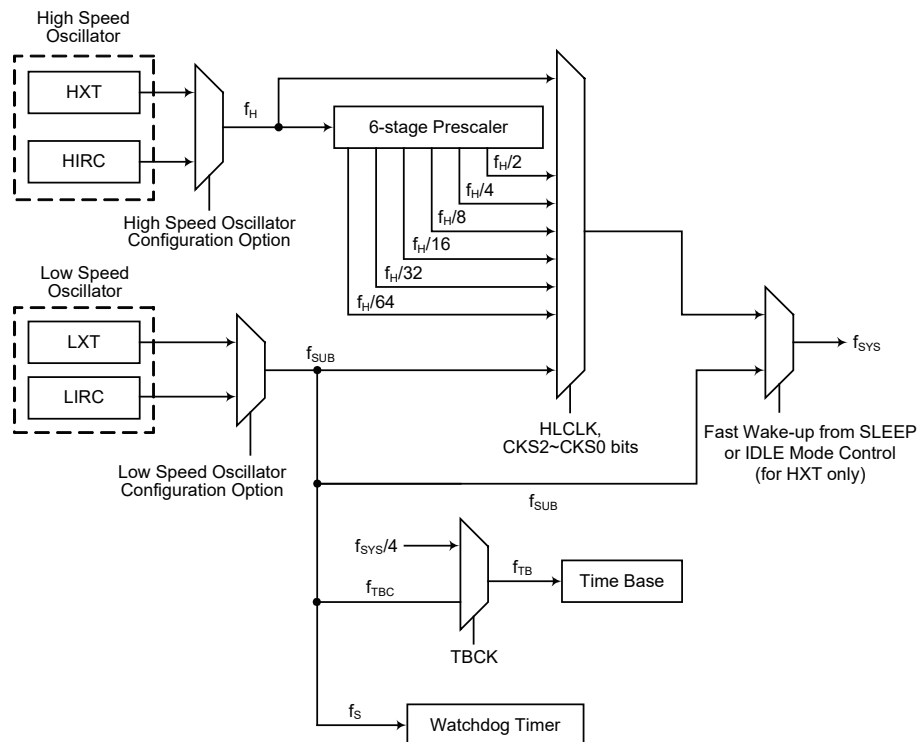 High Speed
Oscillator
HXT
HIRC
fH
6-stage Prescaler
fH/2
fH/4
fH/8
fH/16
fH/32
fH/64
High Speed Oscillator
Configuration Option
Low Speed
Oscillator
LXT
LIRC
fSUB
Low Speed Oscillator
Configuration Option
HLCLK,
CKS2~CKS0 bits
fSYS
Fast Wake-up from SLEEP
or IDLE Mode Control
(for HXT only)
fSUB
fSYS/4
fTBC
fTB
Time Base
TBCK
fS
Watchdog Timer